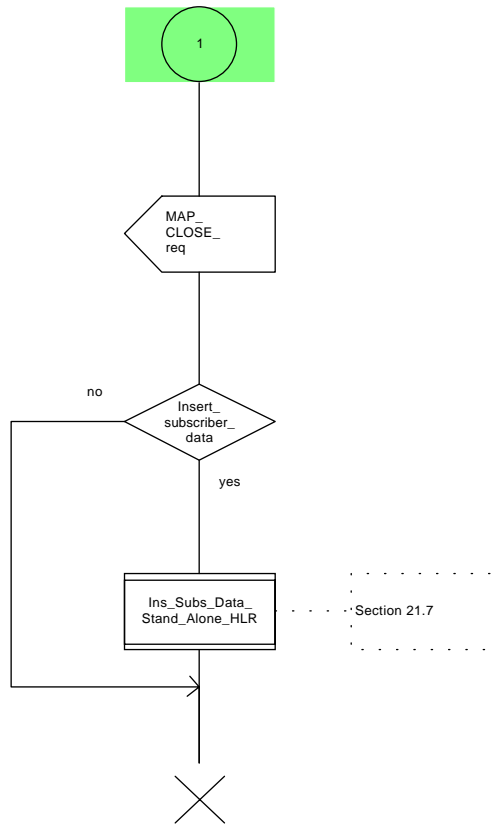 1
MAP_
CLOSE_
req
no
Insert_
subscriber_
data
yes
Ins_Subs_Data_
Stand_Alone_HLR
Section 21.7